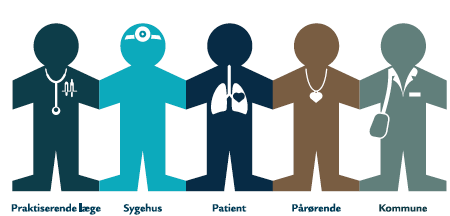 Praktiserende læge
Sygehus
Patient
Pårørende
Kommune